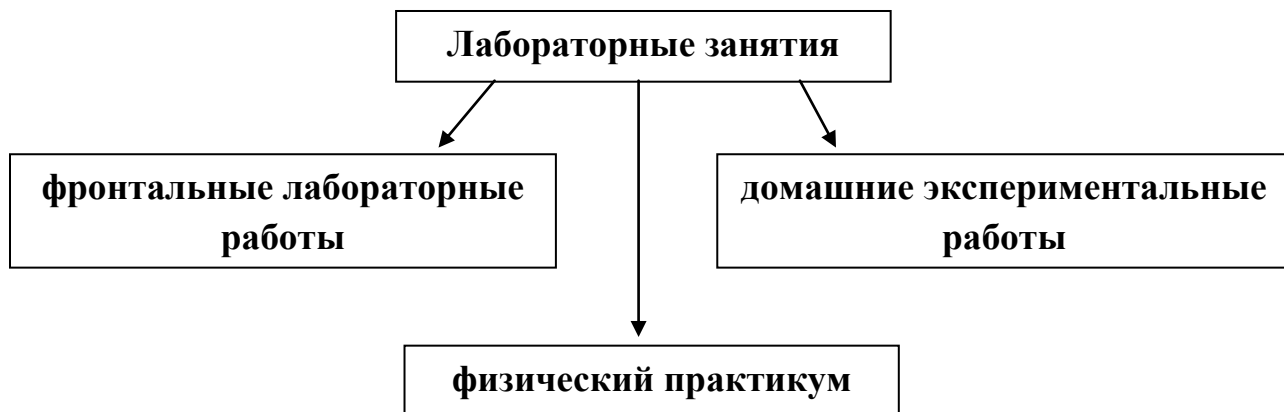 Лабораторные занятия
фронтальные лабораторные
работы
домашние экспериментальные
работы
физический практикум